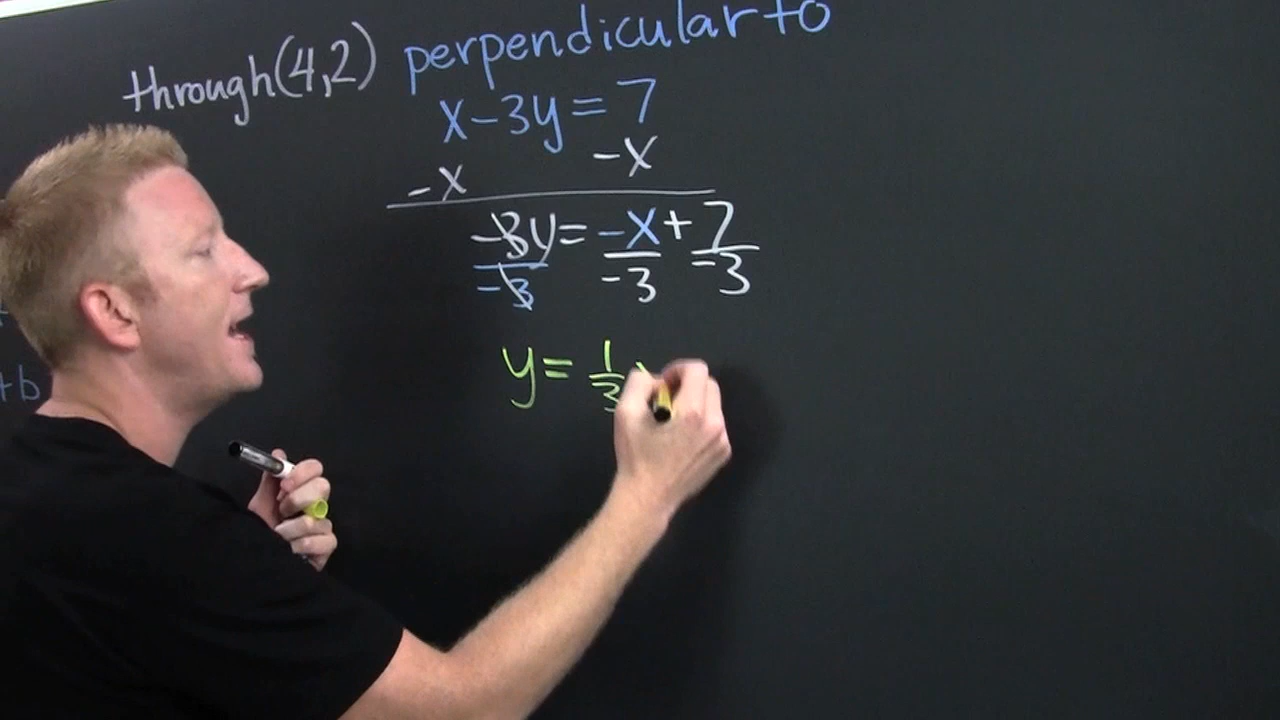 through (4,2) perpendicular to
x-3y=7
-x -x
-3y=-x+7
-3 -3 -3
y=1/3
+b